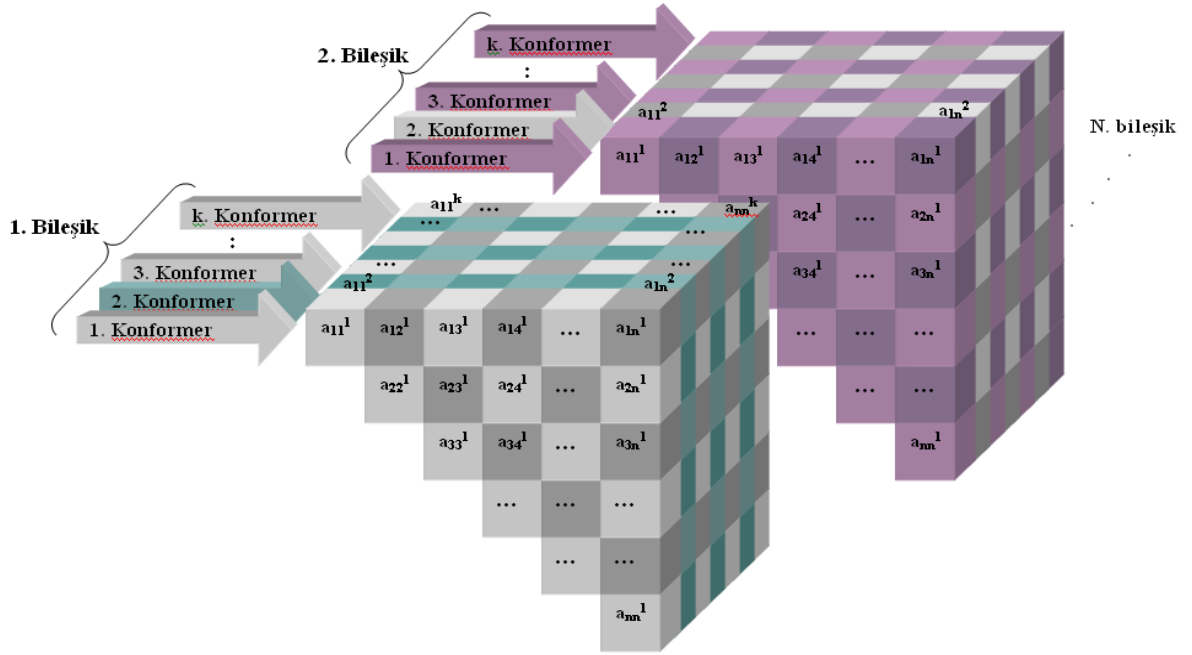 2. Bileşik
k. Konformer
:
3. Konformer
2. Konformer
1. Konformer
a₁₁² a₁ₙ²
a₁₁¹ a₁₂¹ a₁₃¹ a₁₄¹ ... a₁ₙ¹
a₂₄¹ ... a₂ₙ¹
a₃₄¹ ... a₃ₙ¹
... ... ...
... ...
aₙₙ¹
N. bileşik
. . . .
1. Bileşik
k. Konformer
:
3. Konformer
2. Konformer
1. Konformer
a₁₁ᵏ ... ... aₙₙᵏ
... ...
... ...
a₁₁² a₁ₙ²
a₁₁¹ a₁₂¹ a₁₃¹ a₁₄¹ ... a₁ₙ¹
a₂₂¹ a₂₃¹ a₂₄¹ ... a₂ₙ¹
a₃₃¹ a₃₄¹ ... a₃ₙ¹
... ... ...
... ...
aₙₙ¹